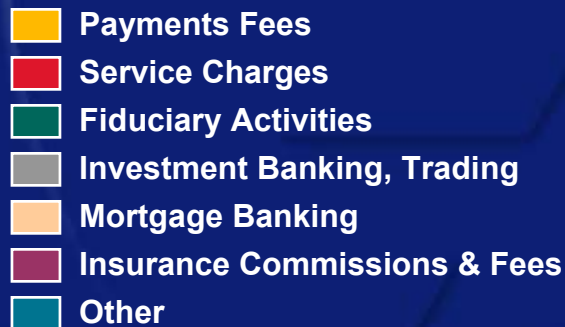 Payments Fees
Service Charges
Fiduciary Activities
Investment Banking, Trading
Mortgage Banking
Insurance Commissions & Fees
Other